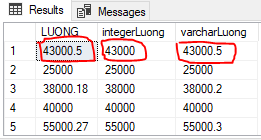 Results Messages
LUONG integerLuong varcharLuong
1 43000.5 43000 43000.5
2 25000 25000 25000
3 38000.18 38000 38000.2
4 40000 40000 40000
5 55000.27 55000 55000.3